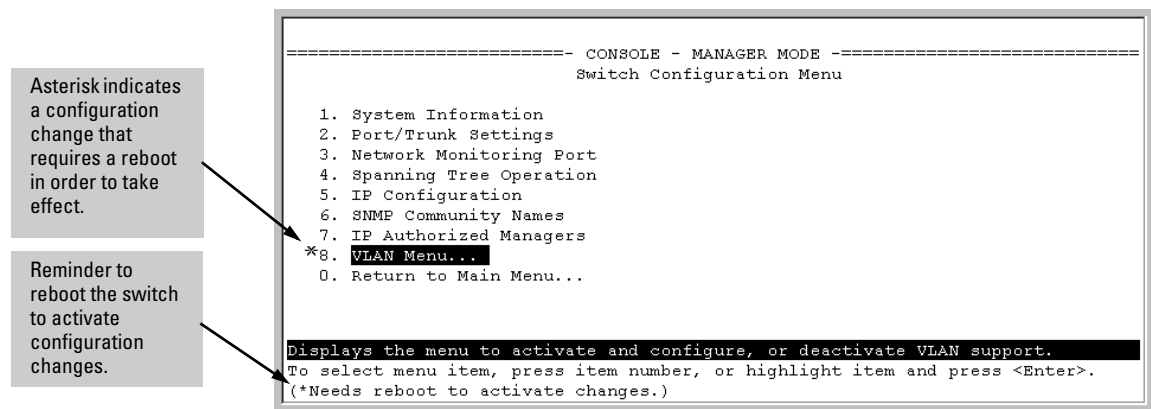 ==========================- CONSOLE - MANAGER MODE -============================
Switch Configuration Menu
1. System Information
2. Port/Trunk Settings
3. Network Monitoring Port
4. Spanning Tree Operation
5. IP Configuration
6. SNMP Community Names
7. IP Authorized Managers
*8. VLAN Menu...
0. Return to Main Menu...
Displays the menu to activate and configure, or deactivate VLAN support.
To select menu item, press item number, or highlight item and press <Enter>.
(*Needs reboot to activate changes.)
Asterisk indicates
a configuration
change that
requires a reboot
in order to take
effect.
Reminder to
reboot the switch
to activate
configuration
changes.